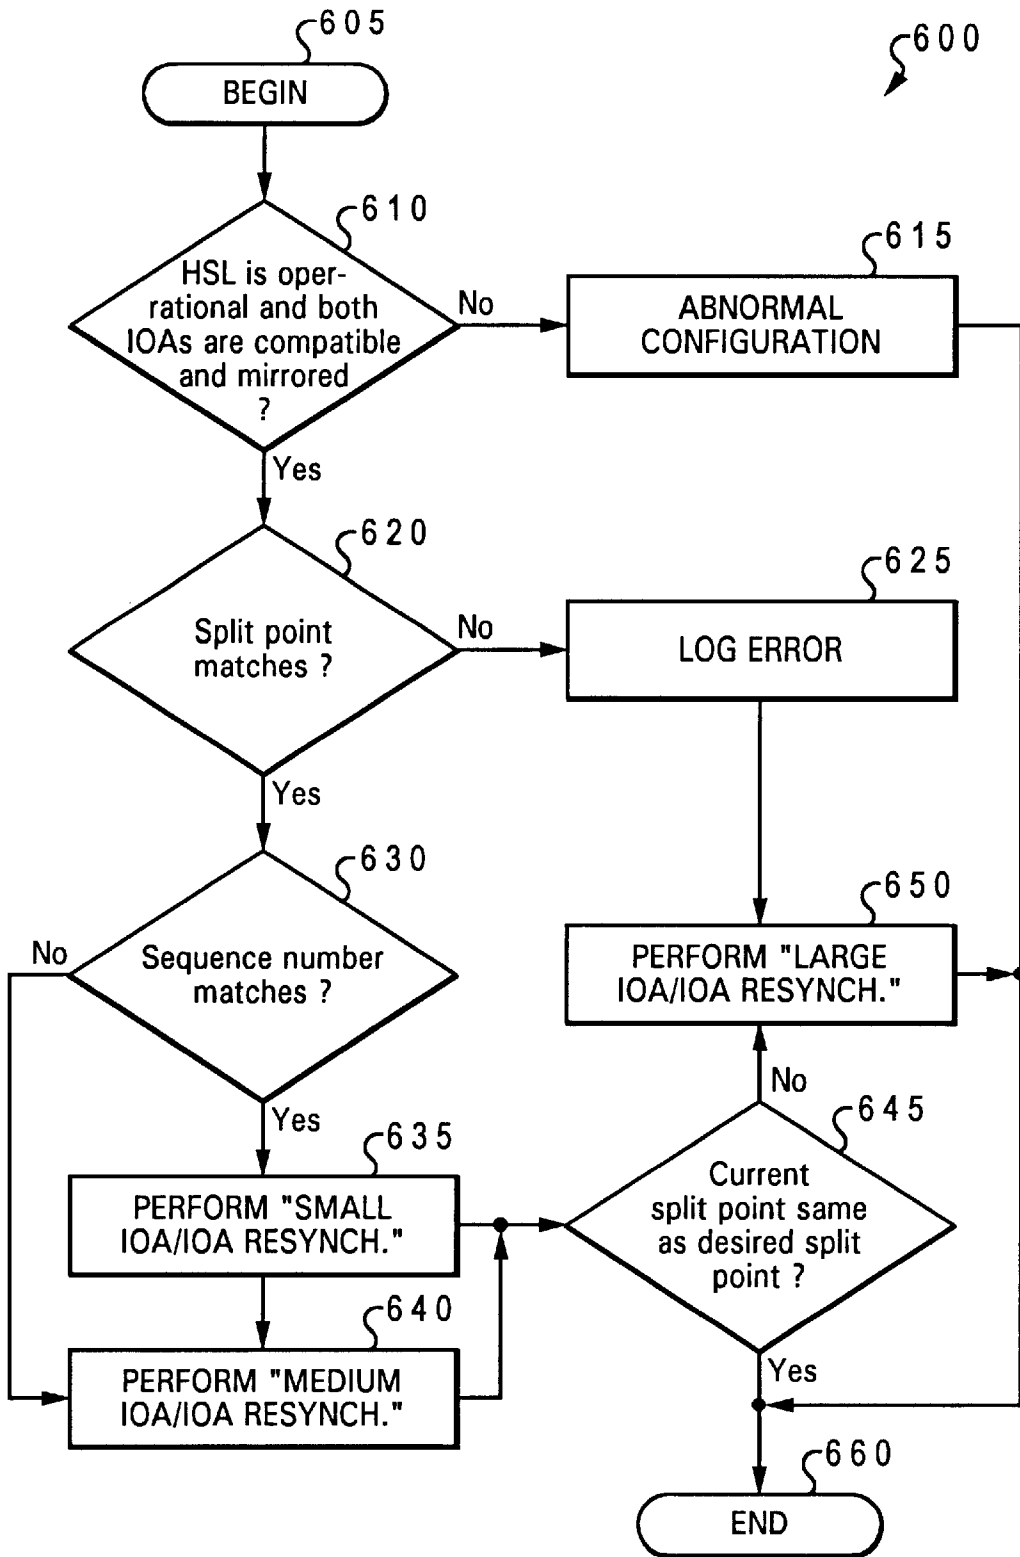 605
600
BEGIN
610
HSL is oper-
rational and both
IOAs are compatible
and mirrored
?
No
615
ABNORMAL
CONFIGURATION
Yes
620
Split point
matches ?
No
625
LOG ERROR
Yes
630
Sequence number
matches ?
No
650
PERFORM "LARGE
IOA/IOA RESYNCH."
Yes
No
635
PERFORM "SMALL
IOA/IOA RESYNCH."
645
Current
split point same
as desired split
point ?
640
PERFORM "MEDIUM
IOA/IOA RESYNCH."
Yes
660
END